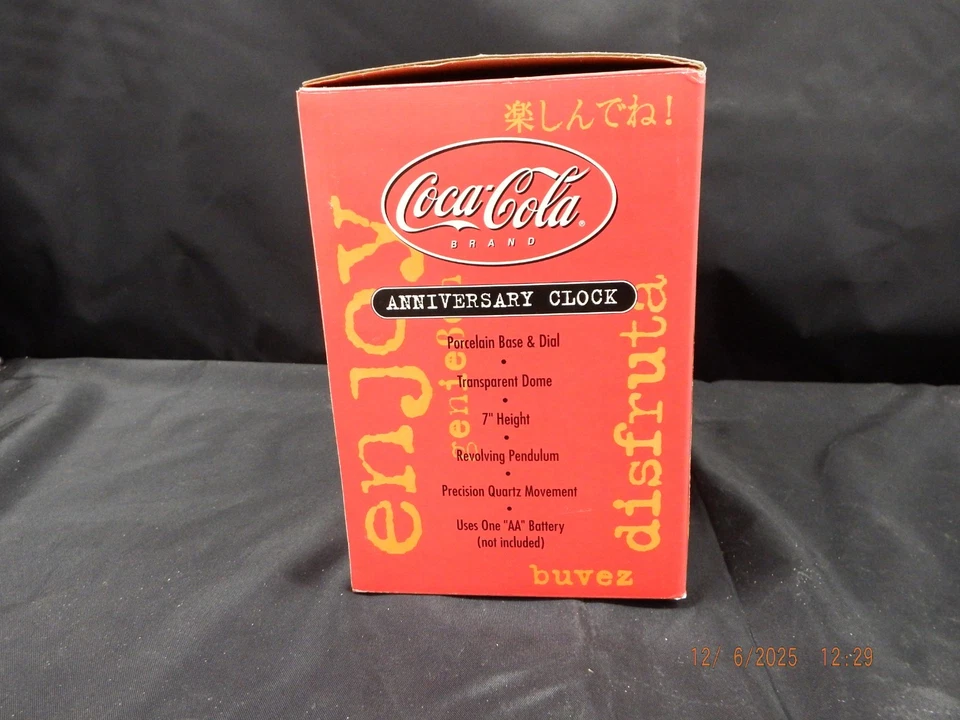 楽しんでね!
Coca-Cola®
BRAND
enjoy
ANNIVERSARY CLOCK
Porcelain Base & Dial
•
Transparent Dome
•
7" Height
•
Revolving Pendulum
•
Precision Quartz Movement
•
Uses One "AA" Battery
(not included)
disfruta
buvez
12/ 6/2025 12:29